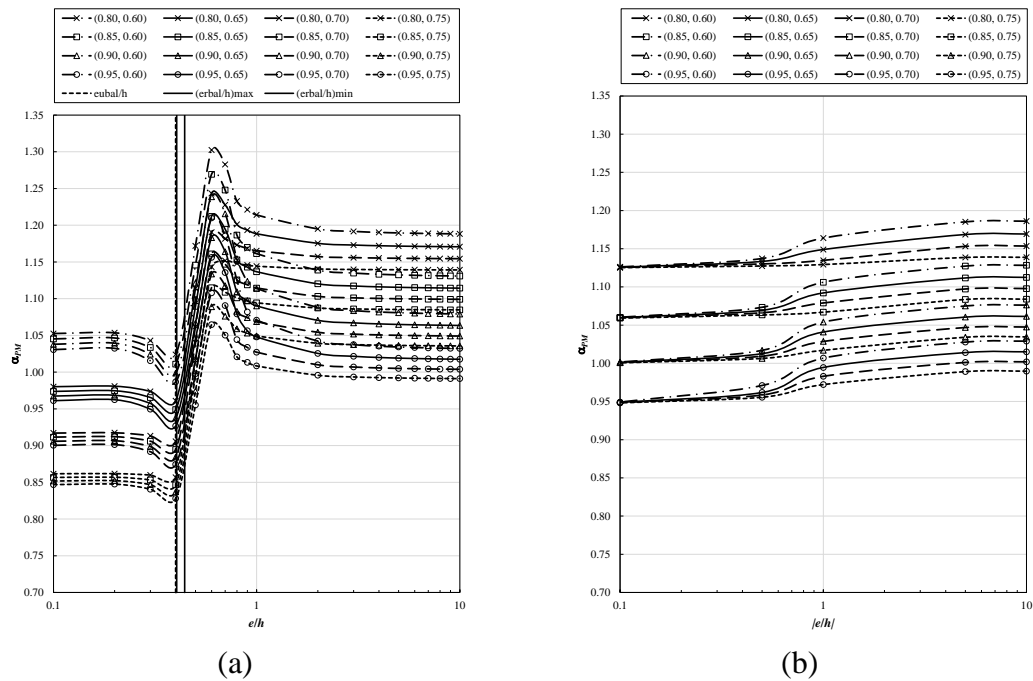 (0.80, 0.60) (0.80, 0.65) (0.80, 0.70) (0.80, 0.75)
(0.85, 0.60) (0.85, 0.65) (0.85, 0.70) (0.85, 0.75)
(0.90, 0.60) (0.90, 0.65) (0.90, 0.70) (0.90, 0.75)
(0.95, 0.60) (0.95, 0.65) (0.95, 0.70) (0.95, 0.75)
eubal/h (erbal/h)max (erbal/h)min
1.35
1.30
1.25
1.20
1.15
1.10
1.05
1.00
0.95
0.90
0.85
0.80
0.75
0.70
αPM
0.1 1 10
e/h
(a)
(0.80, 0.60) (0.80, 0.65) (0.80, 0.70) (0.80, 0.75)
(0.85, 0.60) (0.85, 0.65) (0.85, 0.70) (0.85, 0.75)
(0.90, 0.60) (0.90, 0.65) (0.90, 0.70) (0.90, 0.75)
(0.95, 0.60) (0.95, 0.65) (0.95, 0.70) (0.95, 0.75)
1.35
1.30
1.25
1.20
1.15
1.10
1.05
1.00
0.95
0.90
0.85
0.80
0.75
0.70
αPM
0.1 1 10
|e/h|
(b)